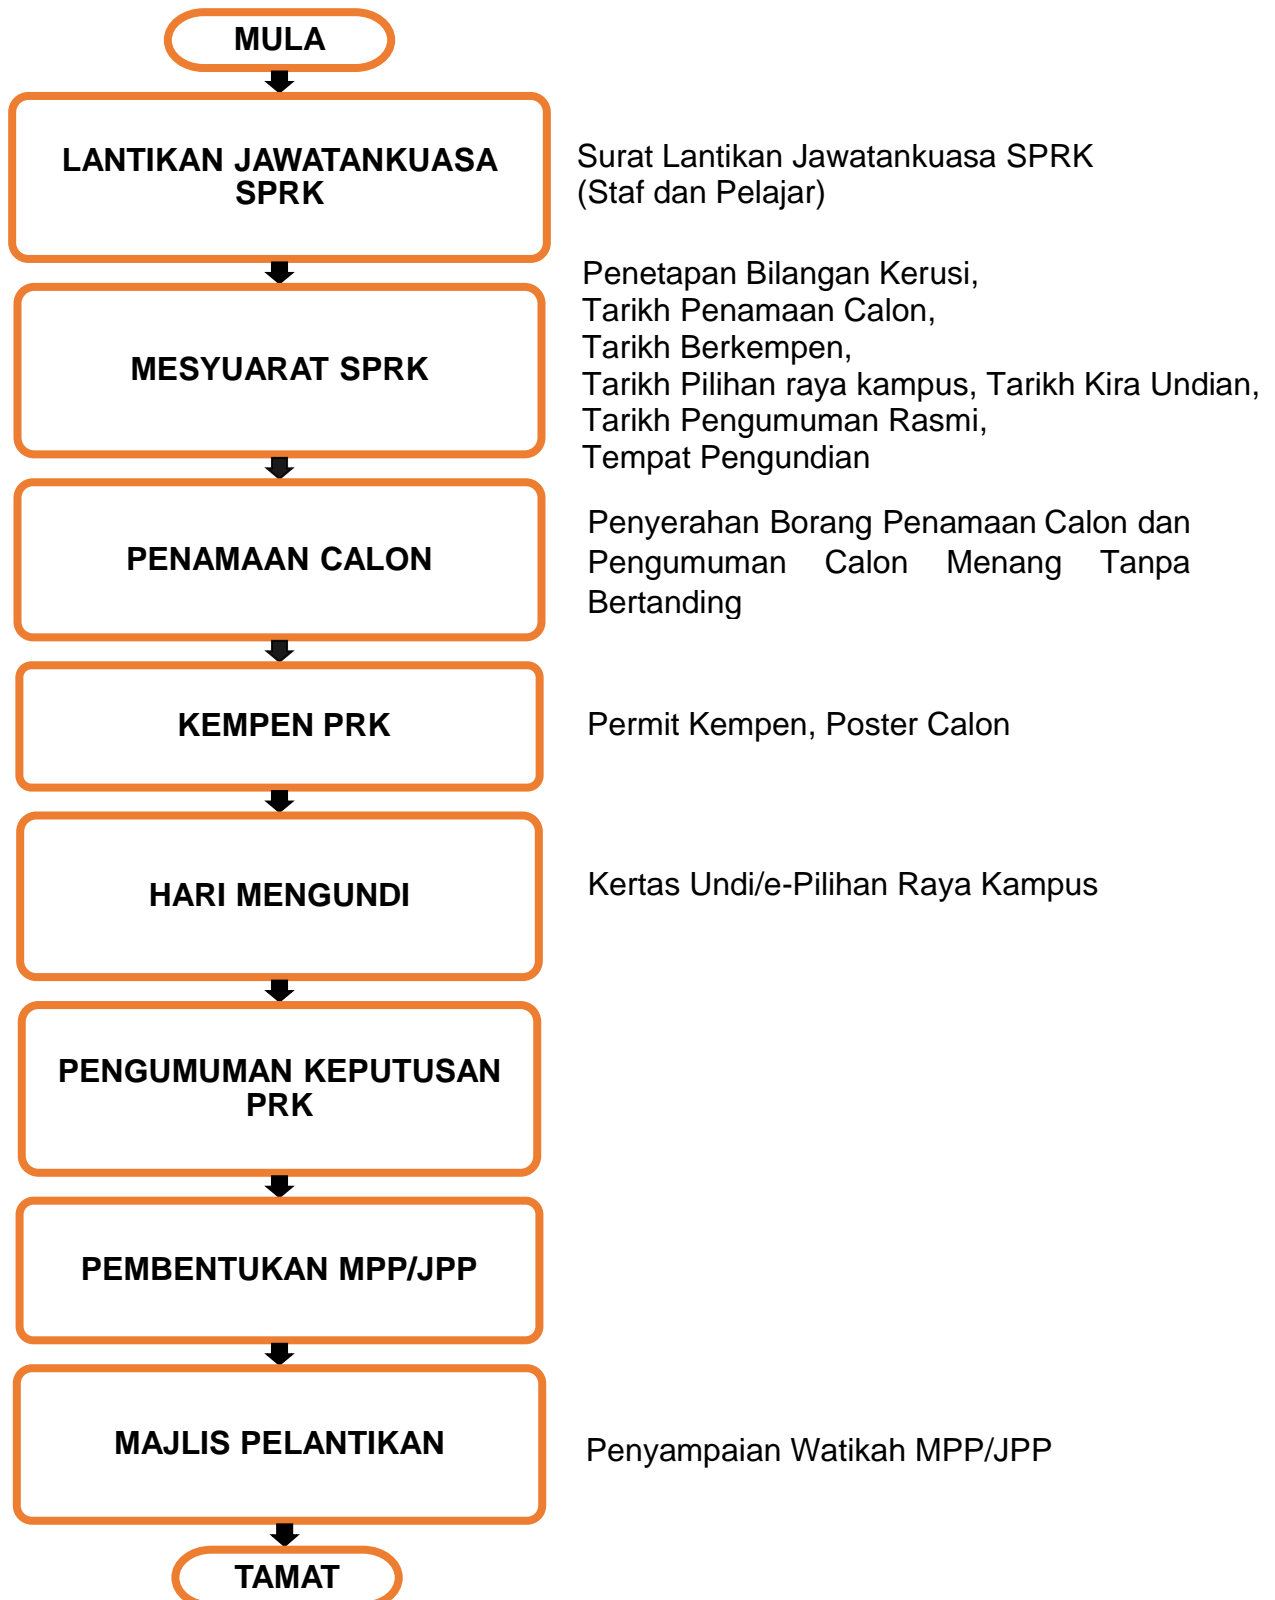 MULA
LANTIKAN JAWATANKUASA
SPRK
Surat Lantikan Jawatankuasa SPRK
(Staf dan Pelajar)
MESYUARAT SPRK
Penetapan Bilangan Kerusi,
Tarikh Penamaan Calon,
Tarikh Berkempen,
Tarikh Pilihan raya kampus, Tarikh Kira Undian,
Tarikh Pengumuman Rasmi,
Tempat Pengundian
PENAMAAN CALON
Penyerahan Borang Penamaan Calon dan
Pengumuman Calon Menang Tanpa
Bertanding
KEMPEN PRK
Permit Kempen, Poster Calon
HARI MENGUNDI
Kertas Undi/e-Pilihan Raya Kampus
PENGUMUMAN KEPUTUSAN
PRK
PEMBENTUKAN MPP/JPP
MAJLIS PELANTIKAN
Penyampaian Watikah MPP/JPP
TAMAT